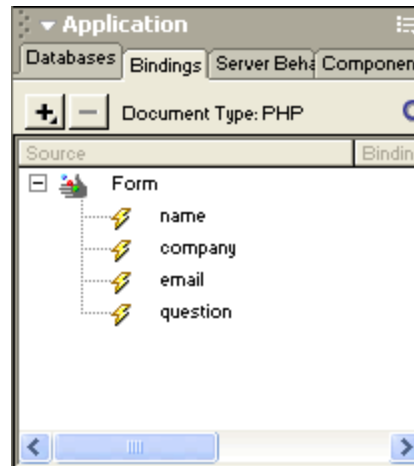 Application
Databases Bindings Server Beha Componen
Document Type: PHP
Source Bindin
Form
name
company
email
question